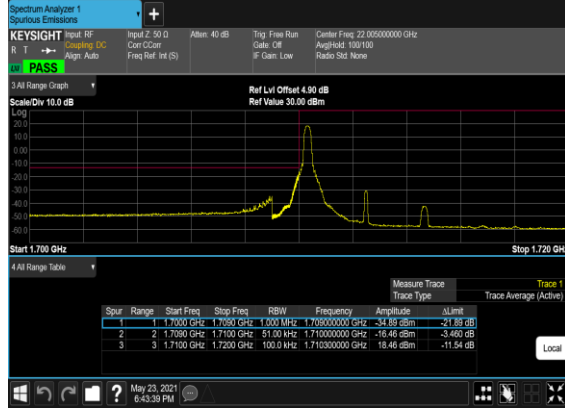 Spectrum Analyzer 1
Spurious Emissions
KEYSIGHT Input: RF Input Z: 50 Ω Atten: 40 dB Trig: Free Run Center Freq: 22.005000000 GHz
R T Coupling: DC Corr CCorr Gate: Off Avg|Hold: 100/100
Align: Auto Freq Ref: Int (S) IF Gain: Low Radio Std: None
PASS
3 All Range Graph
Ref Lvl Offset 4.90 dB
Scale/Div 10.0 dB Ref Value 30.00 dBm
Log
20.0
10.0
0.00
-10.0
-20.0
-30.0
-40.0
-50.0
-60.0
Start 1.700 GHz Stop 1.720 GH
4 All Range Table
Measure Trace Trace 1
Trace Type Trace Average (Active)
Spur Range Start Freq Stop Freq RBW Frequency Amplitude ΔLimit
1 1 1.7000 GHz 1.7090 GHz 1.000 MHz 1.709000000 GHz -34.89 dBm -21.89 dB
2 2 1.7090 GHz 1.7100 GHz 51.00 kHz 1.710000000 GHz -16.46 dBm -3.460 dB
3 3 1.7100 GHz 1.7200 GHz 100.0 kHz 1.710300000 GHz 18.46 dBm -11.54 dB
Local
? May 23, 2021
6:43:39 PM